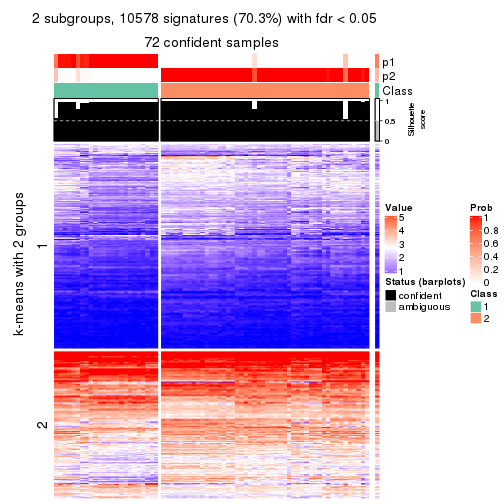 2 subgroups, 10578 signatures (70.3%) with fdr < 0.05
72 confident samples
p1
p2
Class
1
0.5
0
Silhouette
score
k-means with 2 groups
1
2
Value
5
4
3
2
1
Status (barplots)
confident
ambiguous
Prob
1
0.8
0.6
0.4
0.2
0
Class
1
2